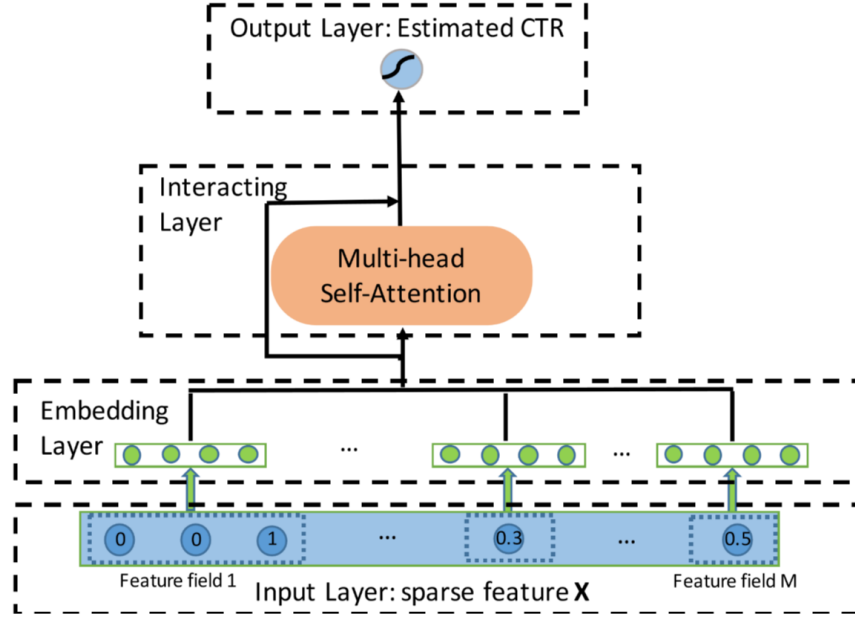 Output Layer: Estimated CTR
Interacting
Layer
Multi-head
Self-Attention
Embedding
Layer
...
...
0 0 1 ... 0.3 ... 0.5
Feature field 1
Feature field M
Input Layer: sparse feature X